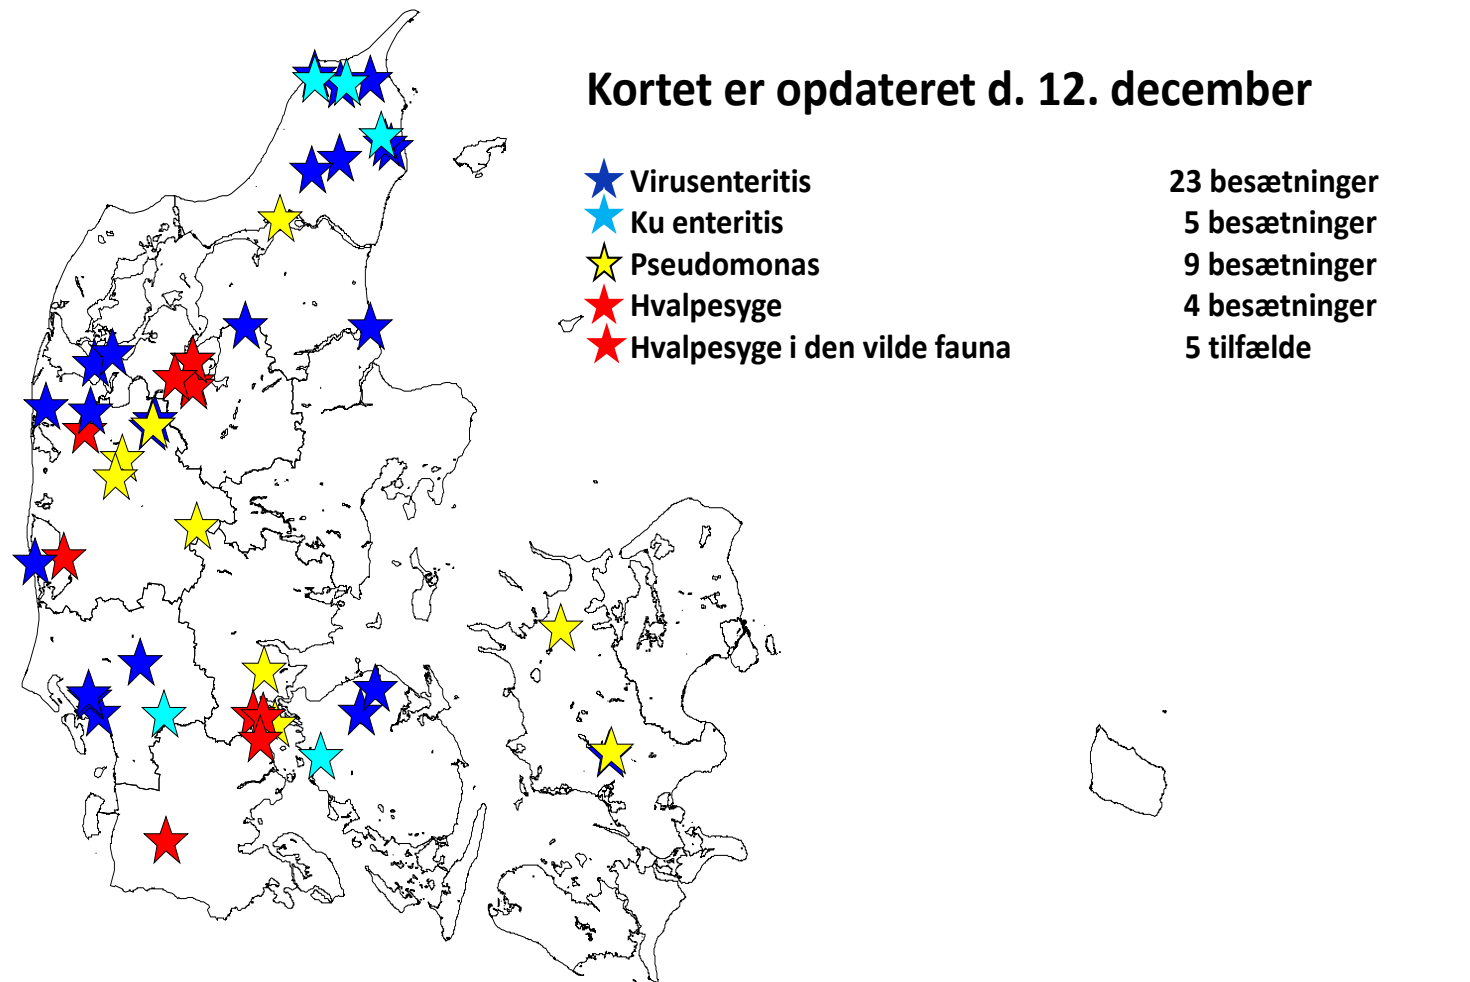 Kortet er opdateret d. 12. december
Virusenteritis 23 besætninger
Ku enteritis 5 besætninger
Pseudomonas 9 besætninger
Hvalpesyge 4 besætninger
Hvalpesyge i den vilde fauna 5 tilfælde